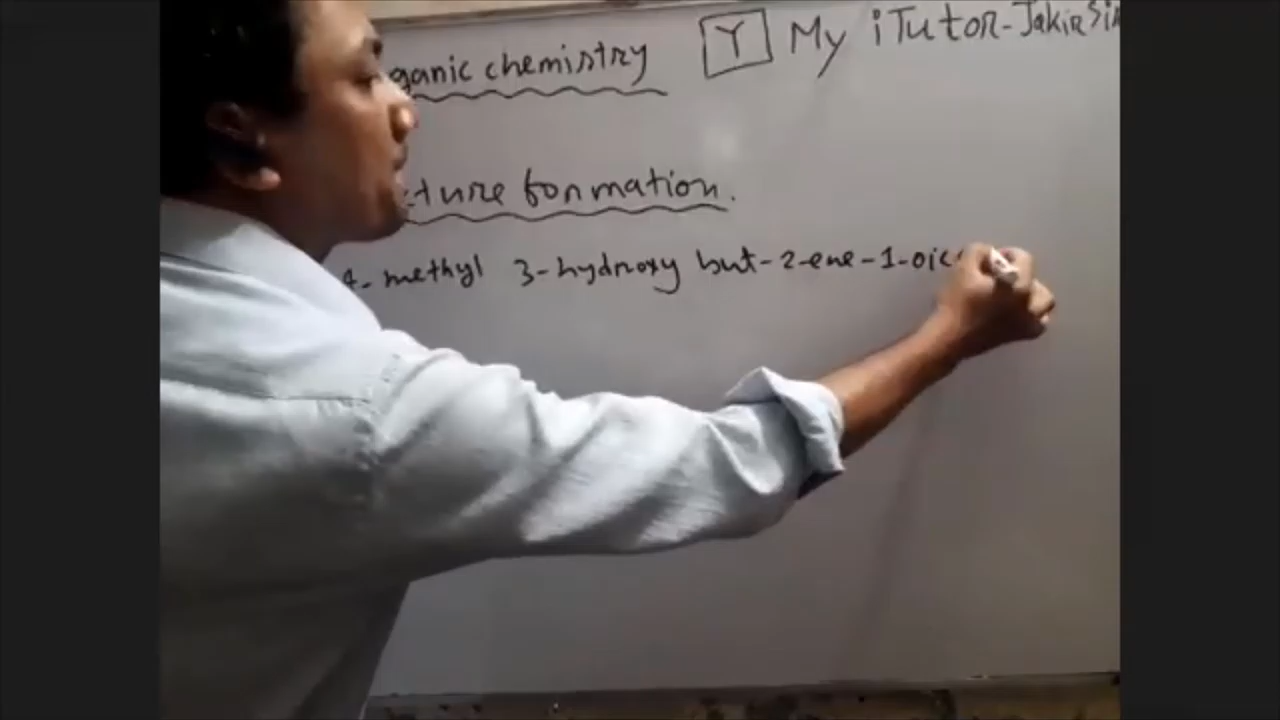 ganic chemistry
Y My iTutor-Jakir
cture formation.
4- methyl 3-hydroxy but-2-ene-1-oic